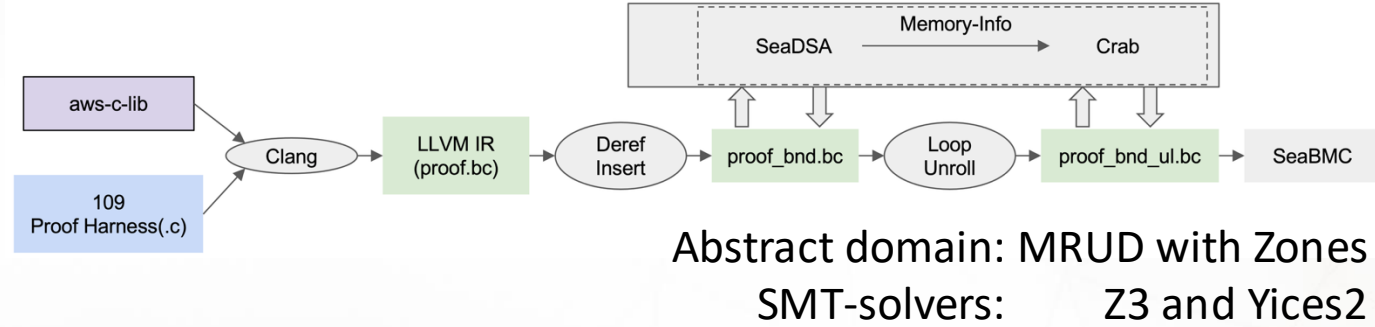 Memory-Info
SeaDSA
Crab
aws-c-lib
Clang
LLVM IR
(proof.bc)
Deref
Insert
proof_bnd.bc
Loop
Unroll
proof_bnd_ul.bc
SeaBMC
109
Proof Harness(.c)
Abstract domain: MRUD with Zones
SMT-solvers: Z3 and Yices2